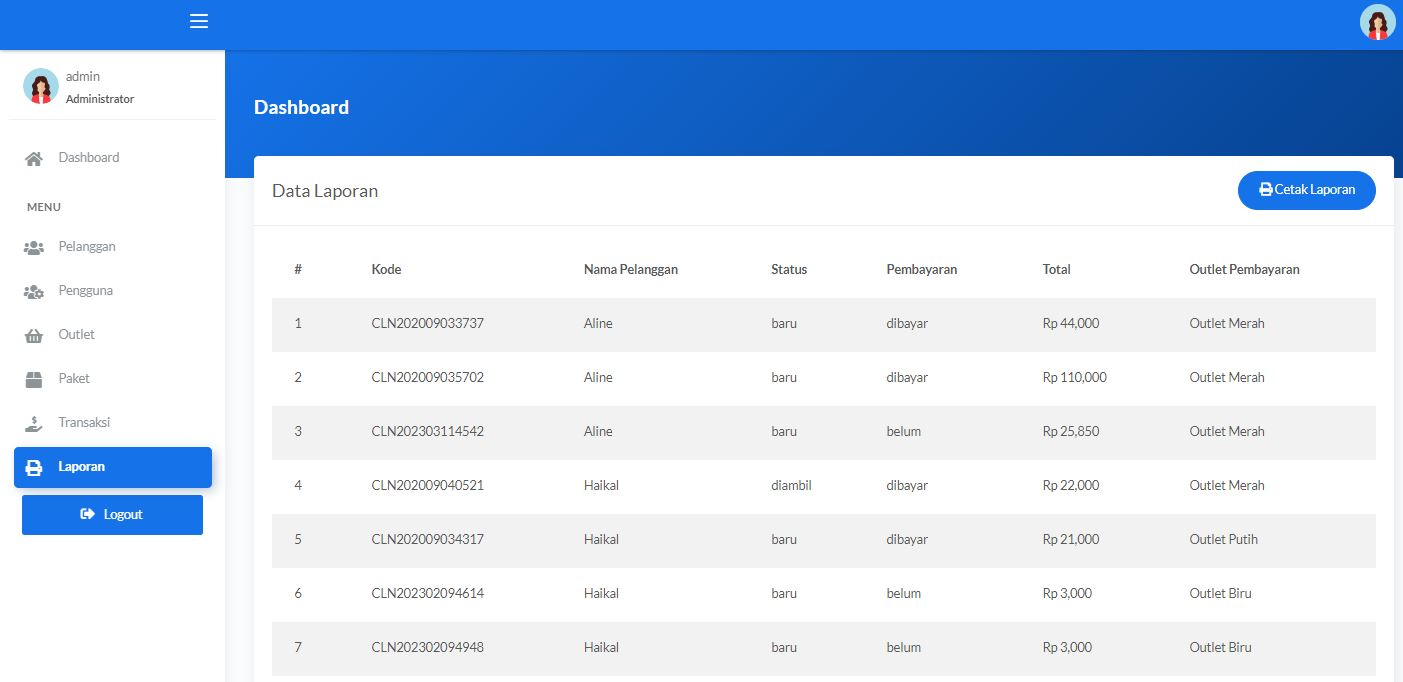 admin
Administrator
Dashboard
MENU
Pelanggan
Pengguna
Outlet
Paket
Transaksi
Laporan
Logout
Dashboard
Data Laporan
Cetak Laporan
# Kode Nama Pelanggan Status Pembayaran Total Outlet Pembayaran
1 CLN202009033737 Aline baru dibayar Rp 44,000 Outlet Merah
2 CLN202009035702 Aline baru dibayar Rp 110,000 Outlet Merah
3 CLN202303114542 Aline baru belum Rp 25,850 Outlet Merah
4 CLN202009040521 Haikal diambil dibayar Rp 22,000 Outlet Merah
5 CLN202009034317 Haikal baru dibayar Rp 21,000 Outlet Putih
6 CLN202302094614 Haikal baru belum Rp 3,000 Outlet Biru
7 CLN202302094948 Haikal baru belum Rp 3,000 Outlet Biru